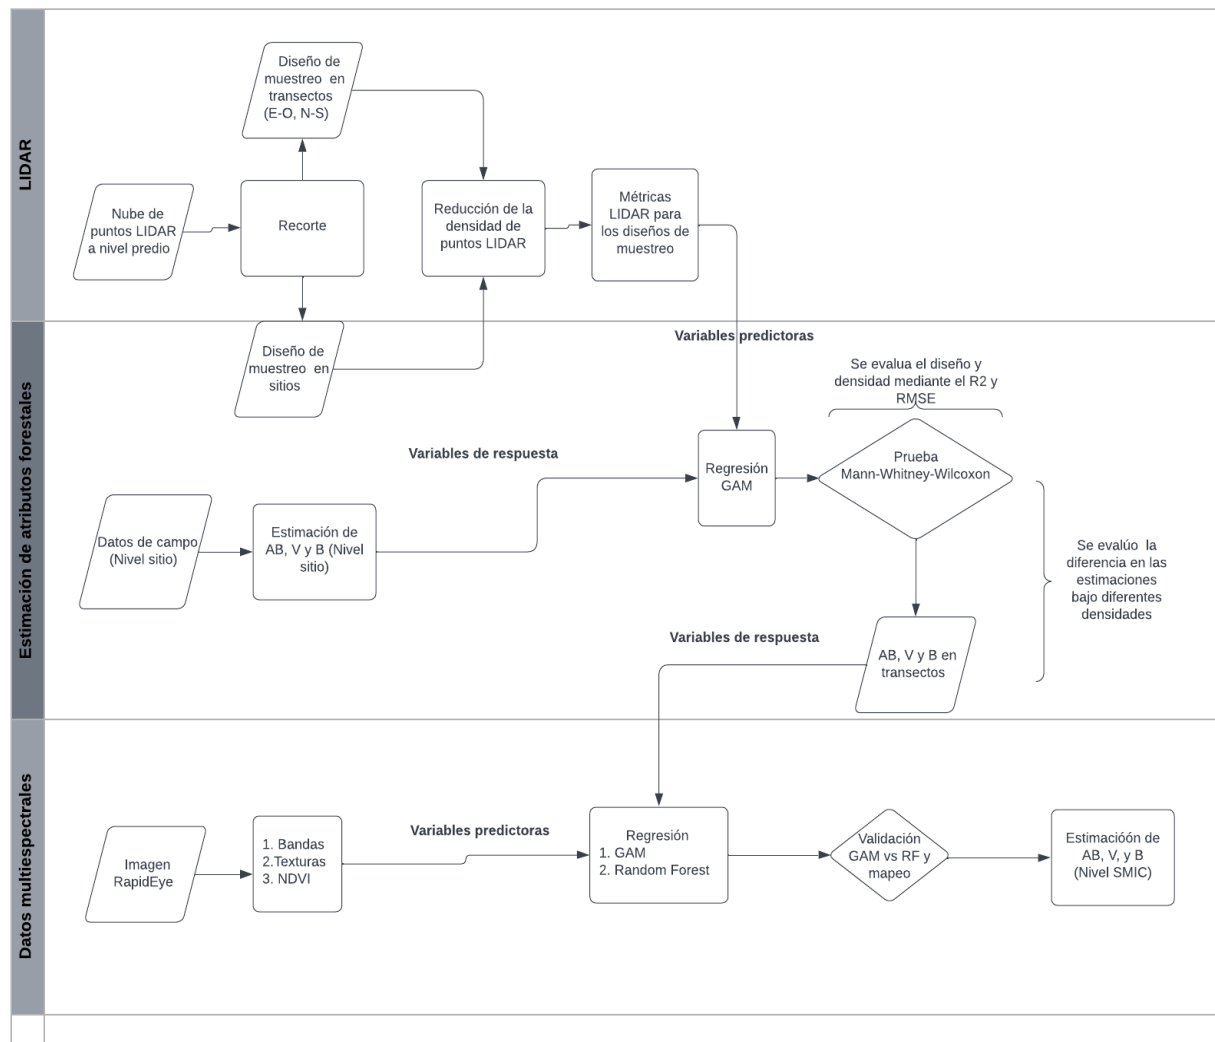 LIDAR
Diseño de
muestreo en
transectos
(E-O, N-S)
Nube de
puntos LIDAR
a nivel predio
Recorte
Reducción de la
densidad de
puntos LIDAR
Métricas
LIDAR para
los diseños de
muestreo
Estimación de atributos forestales
Diseño de
muestreo en
sitios
Variables predictoras
Se evalua el diseño y
densidad mediante el R2 y
RMSE
Variables de respuesta
Regresión
GAM
Prueba
Mann-Whitney-Wilcoxon
Datos de campo
(Nivel sitio)
Estimación de
AB, V y B (Nivel
sitio)
Se evalúo la
diferencia en las
estimaciones
bajo diferentes
densidades
Variables de respuesta
AB, V y B en
transectos
Datos multiespectrales
Imagen
RapidEye
1. Bandas
2.Texturas
3. NDVI
Variables predictoras
Regresión
1. GAM
2. Random Forest
Validación
GAM vs RF y
mapeo
Estimacióón de
AB, V, y B
(Nivel SMIC)